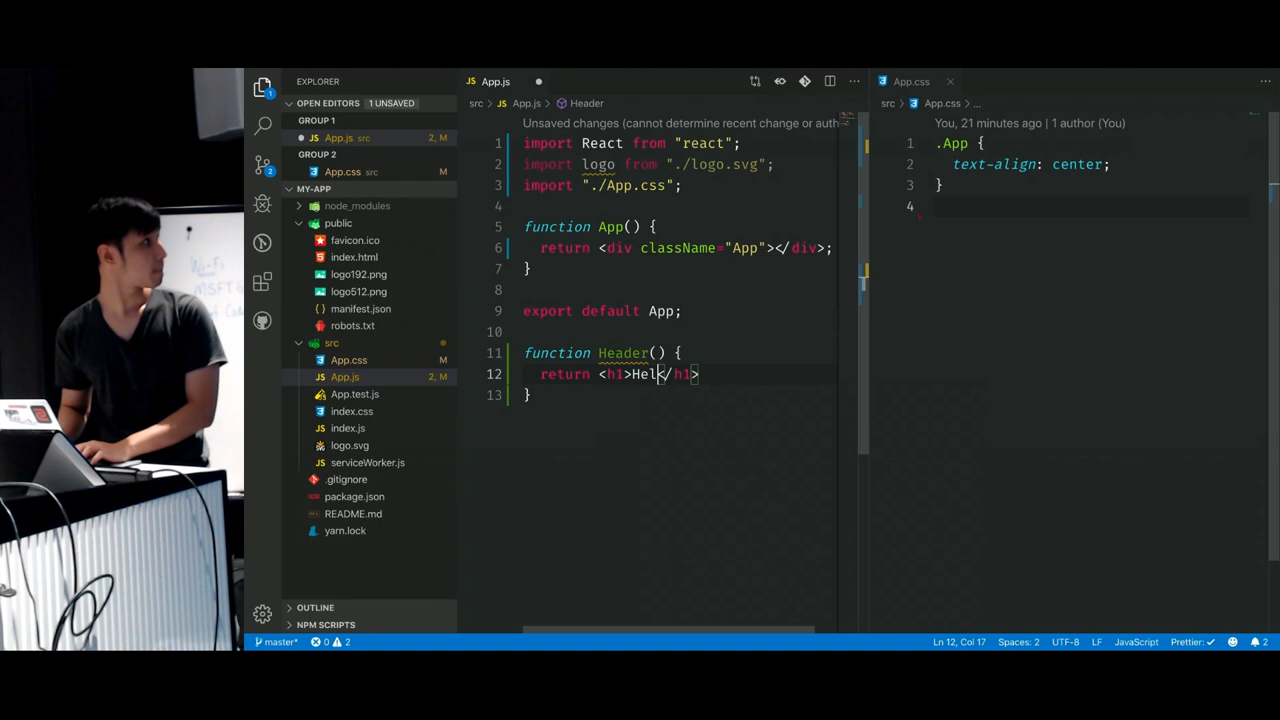 Wi-Fi
MSFTG
EXPLORER
OPEN EDITORS 1 UNSAVED
GROUP 1
JS App.js src 2, M
GROUP 2
App.css src M
MY-APP
node_modules
public
favicon.ico
index.html
logo192.png
logo512.png
{ } manifest.json
robots.txt
src
App.css M
JS App.js 2, M
App.test.js
index.css
JS index.js
logo.svg
JS serviceWorker.js
.gitignore
package.json
README.md
yarn.lock
OUTLINE
NPM SCRIPTS
1
2
JS App.js
src > JS App.js > Header
Unsaved changes (cannot determine recent change or auth
1 import React from "react";
2 import logo from "./logo.svg";
3 import "./App.css";
4
5 function App() {
6 return <div className="App"></div>;
7 }
8
9 export default App;
10
11 function Header() {
12 return <h1>Hel</h1>
13 }
App.css
src > App.css > ...
You, 21 minutes ago | 1 author (You)
1 .App {
2 text-align: center;
3 }
4
master* 0 2
Ln 12, Col 17 Spaces: 2 UTF-8 LF JavaScript Prettier: ✓ 2